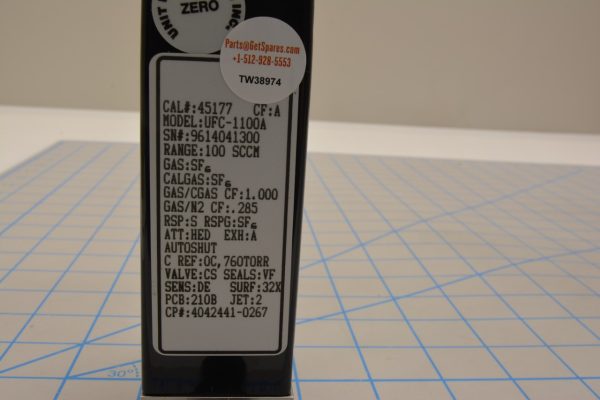 UNIT
ZERO
INC.
Parts@GetSpares.com
+1-512-928-5553
TW38974
CAL#:45177 CF:A
MODEL:UFC-1100A
SN#:9614041300
RANGE:100 SCCM
GAS:SF6
CALGAS:SF6
GAS/CGAS CF:1.000
GAS/N2 CF:.285
RSP:S RSPG:SF6
ATT:HED EXH:A
AUTOSHUT
C REF:0C,760TORR
VALVE:CS SEALS:VF
SENS:DE SURF:32X
PCB:210B JET:2
CP#:4042441-0267
30°